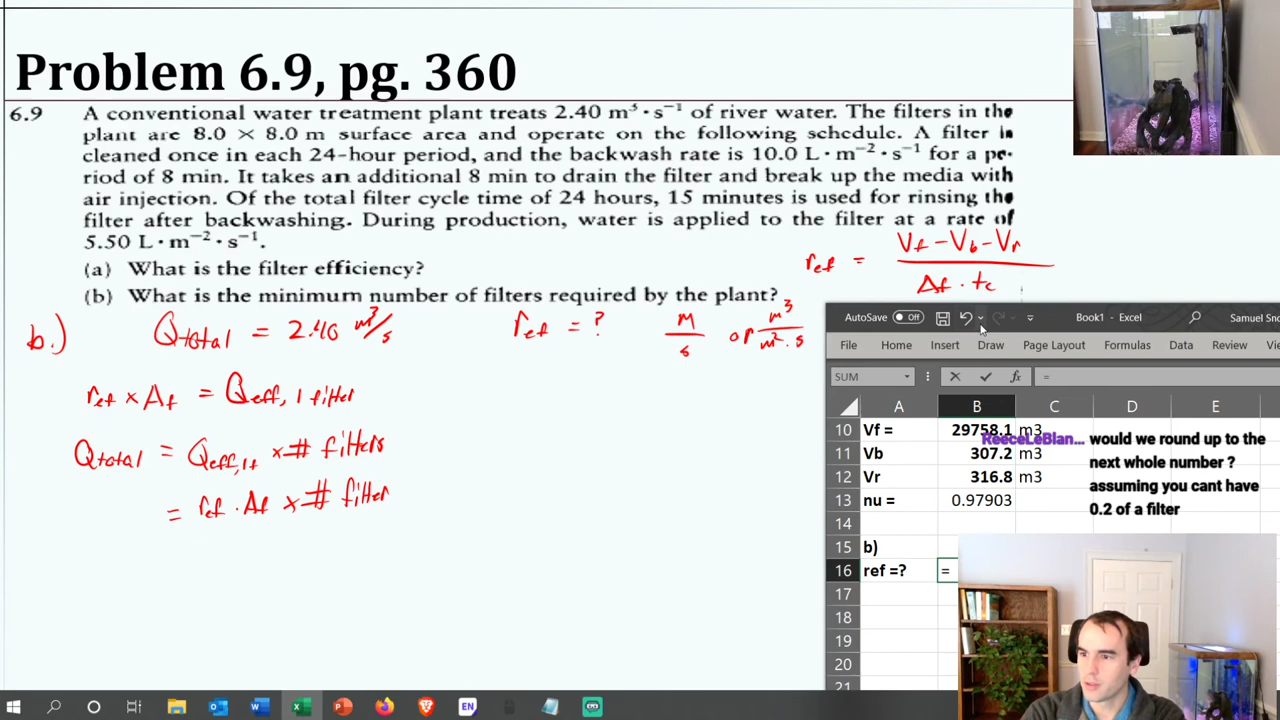 Problem 6.9, pg. 360
6.9 A conventional water treatment plant treats 2.40 m³·s⁻¹ of river water. The filters in the
plant are 8.0 × 8.0 m surface area and operate on the following schedule. A filter is
cleaned once in each 24-hour period, and the backwash rate is 10.0 L·m⁻²·s⁻¹ for a pe-
riod of 8 min. It takes an additional 8 min to drain the filter and break up the media with
air injection. Of the total filter cycle time of 24 hours, 15 minutes is used for rinsing the
filter after backwashing. During production, water is applied to the filter at a rate of
5.50 L·m⁻²·s⁻¹.
(a) What is the filter efficiency?
(b) What is the minimum number of filters required by the plant?
ref = (Vf - Vb - Vr) / (Af · tc)
b.) Qtotal = 2.40 m³/s ref = ? m/s or m³/m²·s
ref × Af = Qeff, 1 filter
Qtotal = Qeff,1f × # filters
= ref · Af × # filter
AutoSave Off Book1 - Excel Samuel Sno
File Home Insert Draw Page Layout Formulas Data Review View
SUM =
A B C D E F
10 Vf = 29758.1 m3
11 Vb 307.2 m3
12 Vr 316.8 m3
13 nu = 0.97903
14
15 b)
16 ref =? =
17
18
19
20
21
ReeceLeBlan... would we round up to the
next whole number ?
assuming you cant have
0.2 of a filter
EN